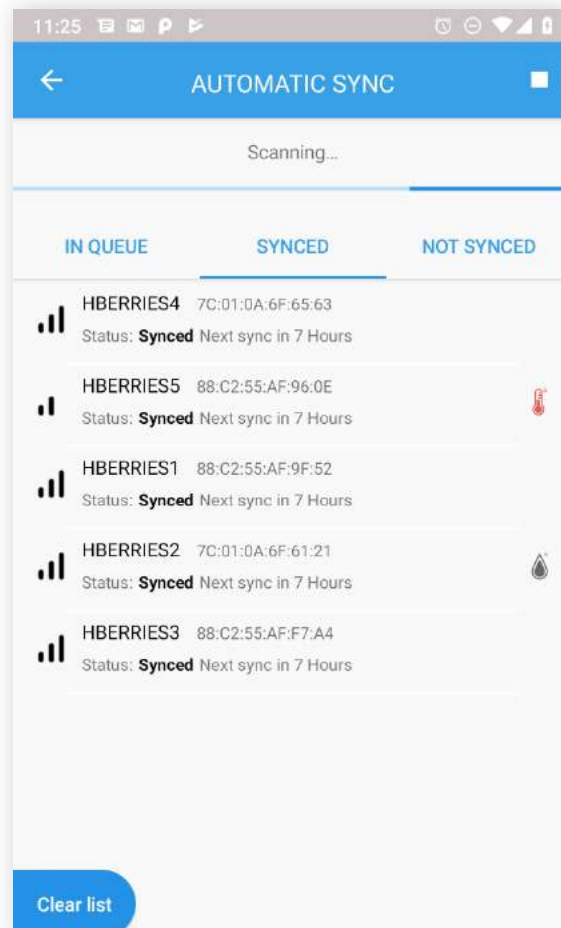 11:25
AUTOMATIC SYNC
Scanning...
IN QUEUE SYNCED NOT SYNCED
HBERRIES4 7C:01:0A:6F:65:63
Status: Synced Next sync in 7 Hours
HBERRIES5 88:C2:55:AF:96:0E
Status: Synced Next sync in 7 Hours
HBERRIES1 88:C2:55:AF:9F:52
Status: Synced Next sync in 7 Hours
HBERRIES2 7C:01:0A:6F:61:21
Status: Synced Next sync in 7 Hours
HBERRIES3 88:C2:55:AF:F7:A4
Status: Synced Next sync in 7 Hours
Clear list